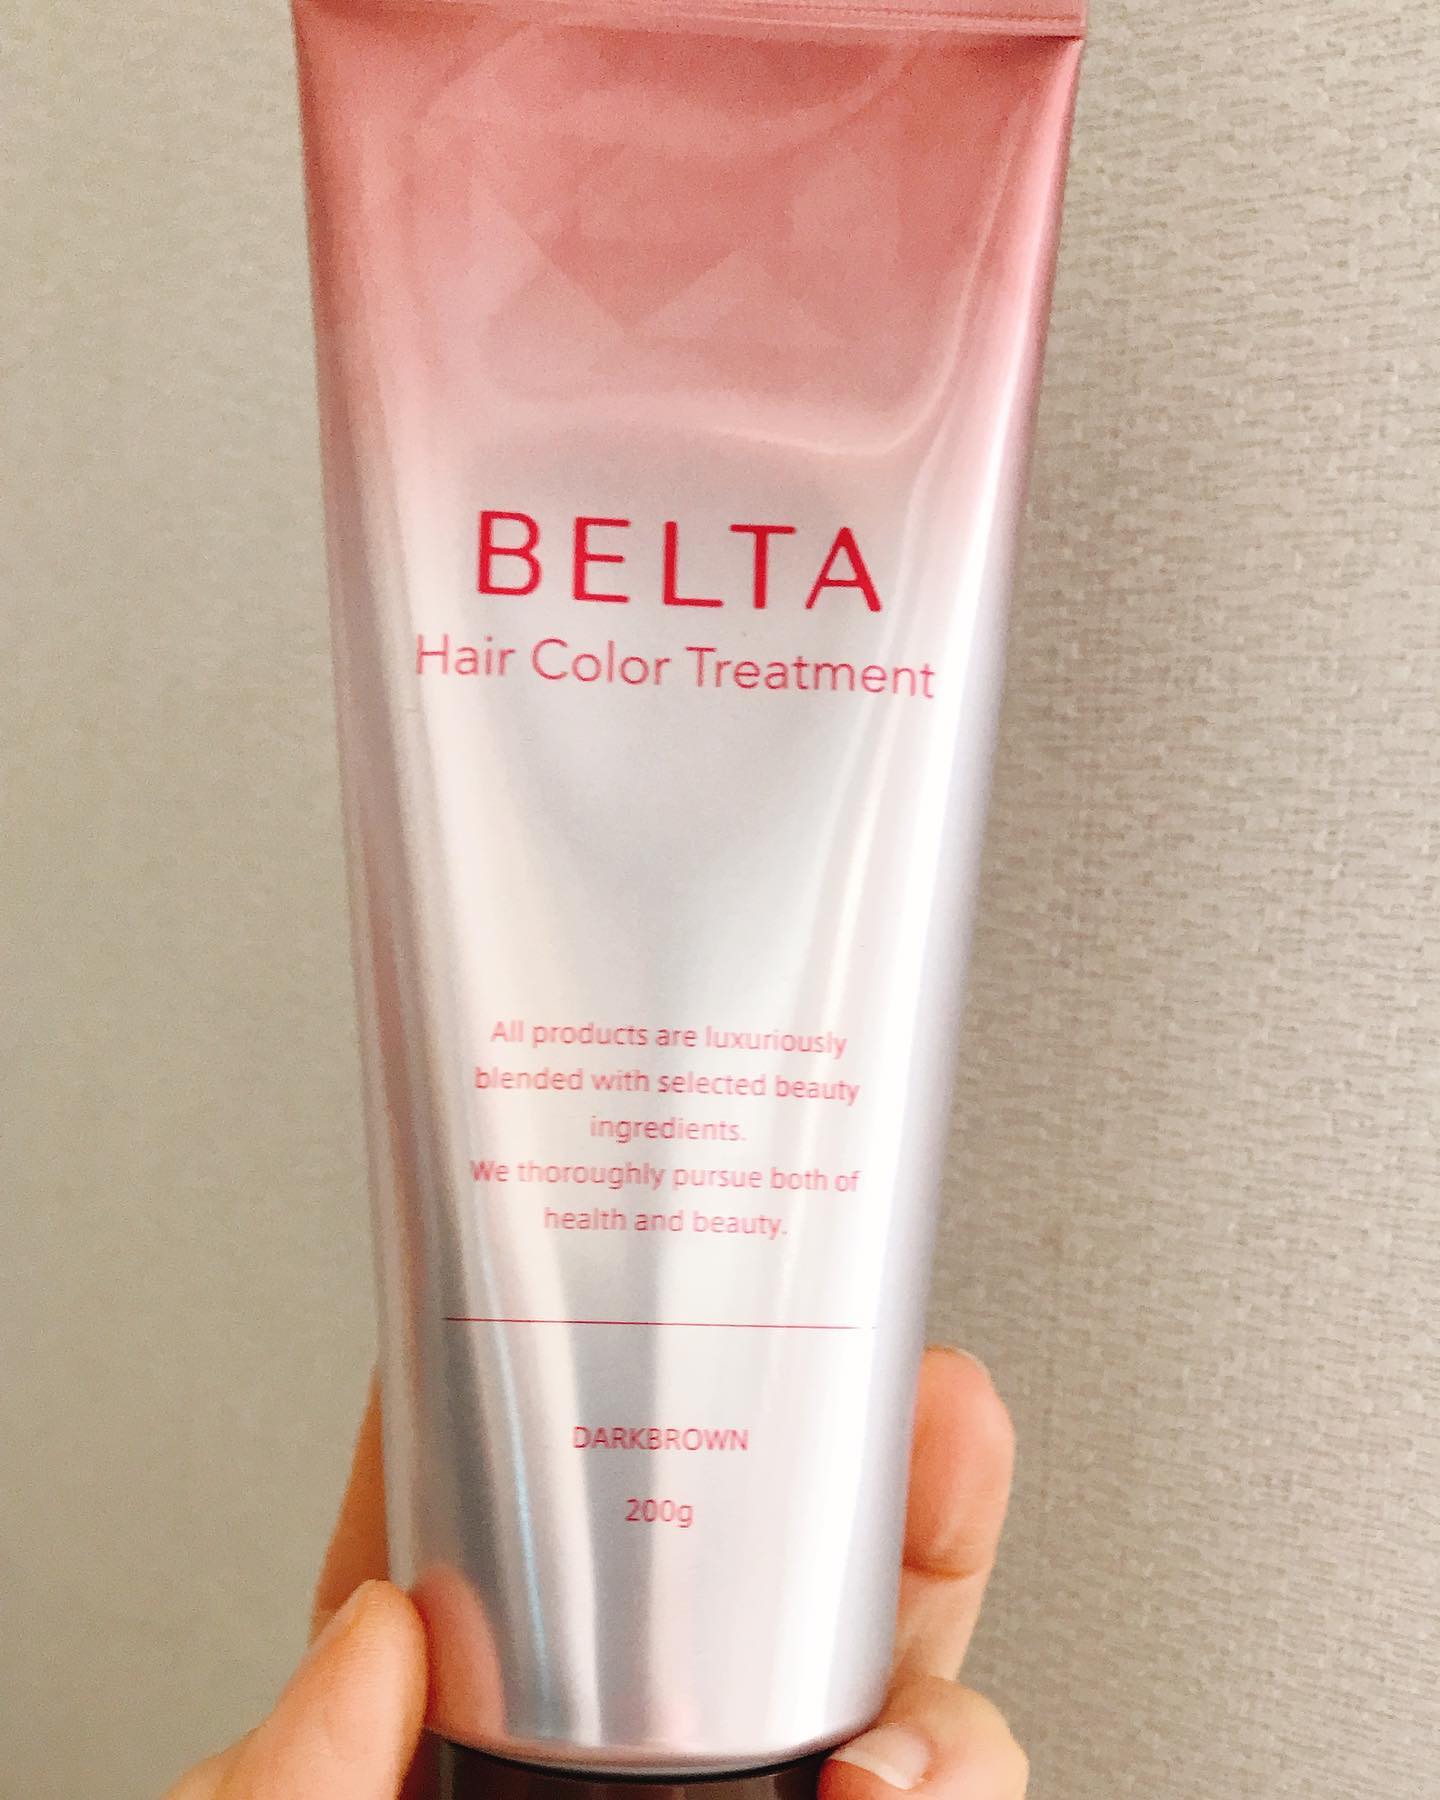 BELTA
Hair Color Treatment
All products are luxuriously
blended with selected beauty
ingredients.
We thoroughly pursue both of
health and beauty.
DARKBROWN
200g